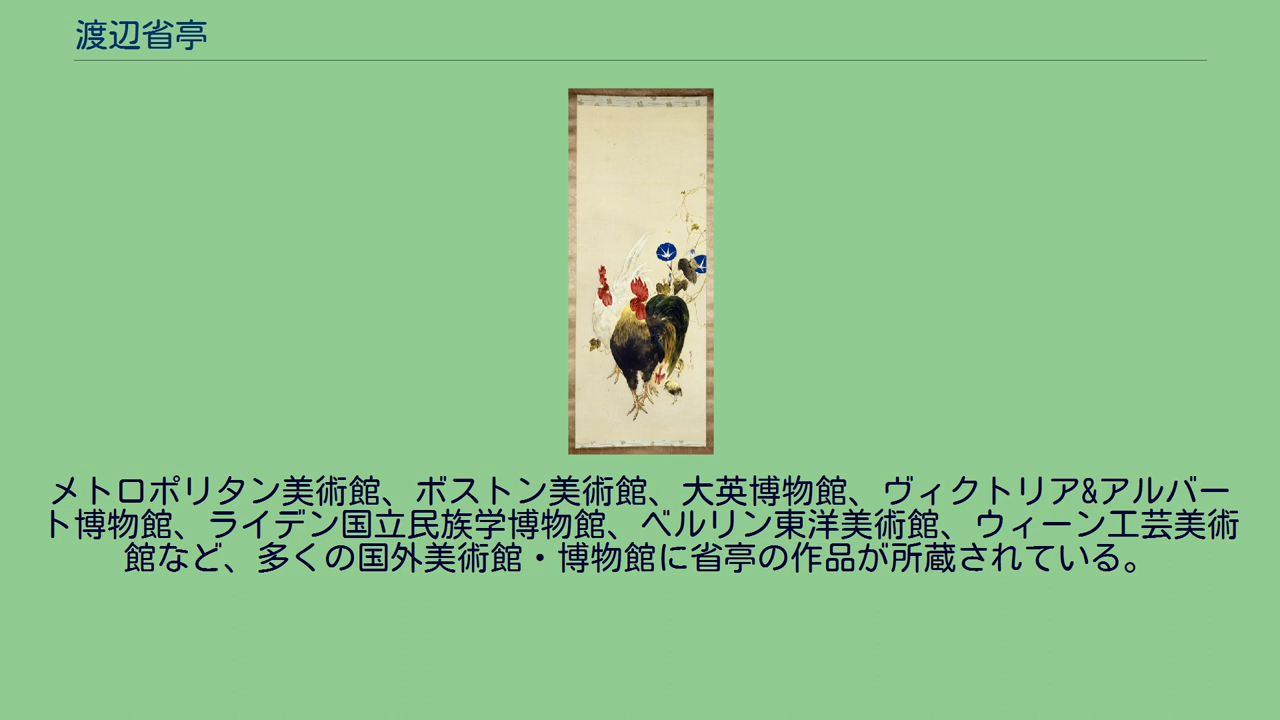 渡辺省亭
メトロポリタン美術館、ボストン美術館、大英博物館、ヴィクトリア&アルバー
ト博物館、ライデン国立民族学博物館、ベルリン東洋美術館、ウィーン工芸美術
館など、多くの国外美術館・博物館に省亭の作品が所蔵されている。